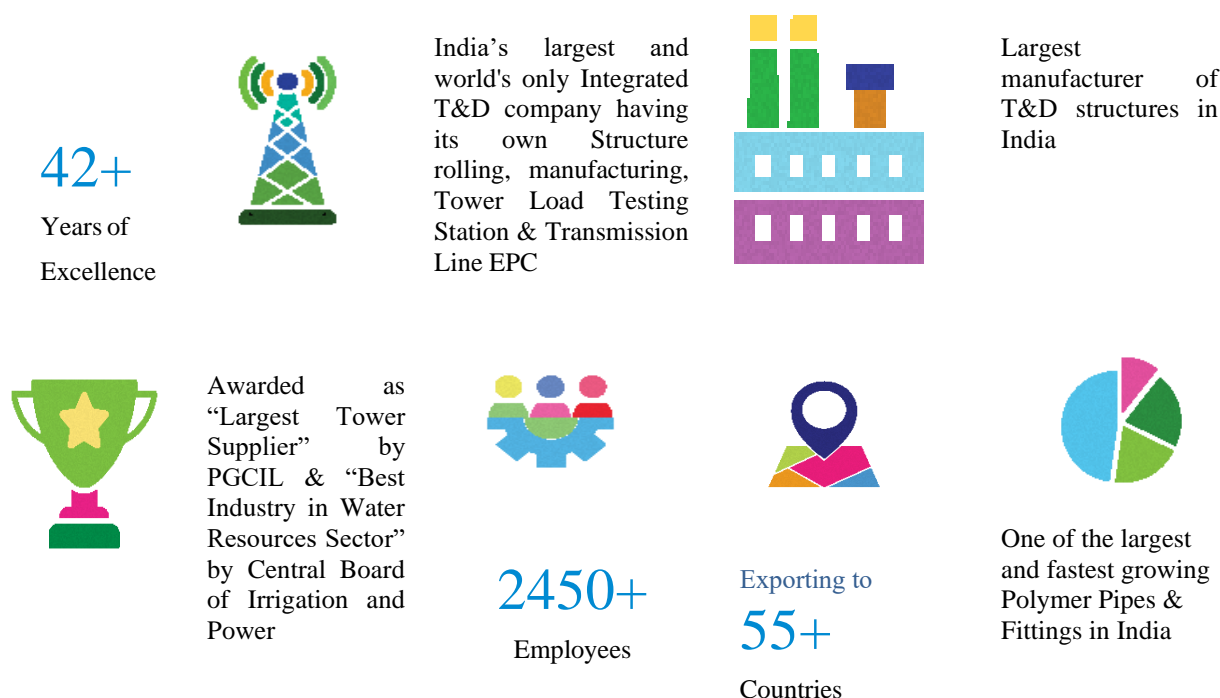 42+
Years of
Excellence
India’s largest and
world's only Integrated
T&D company having
its own Structure
rolling, manufacturing,
Tower Load Testing
Station & Transmission
Line EPC
Largest
manufacturer of
T&D structures in
India
Awarded as
“Largest Tower
Supplier” by
PGCIL & “Best
Industry in Water
Resources Sector”
by Central Board
of Irrigation and
Power
2450+
Employees
Exporting to
55+
Countries
One of the largest
and fastest growing
Polymer Pipes &
Fittings in India